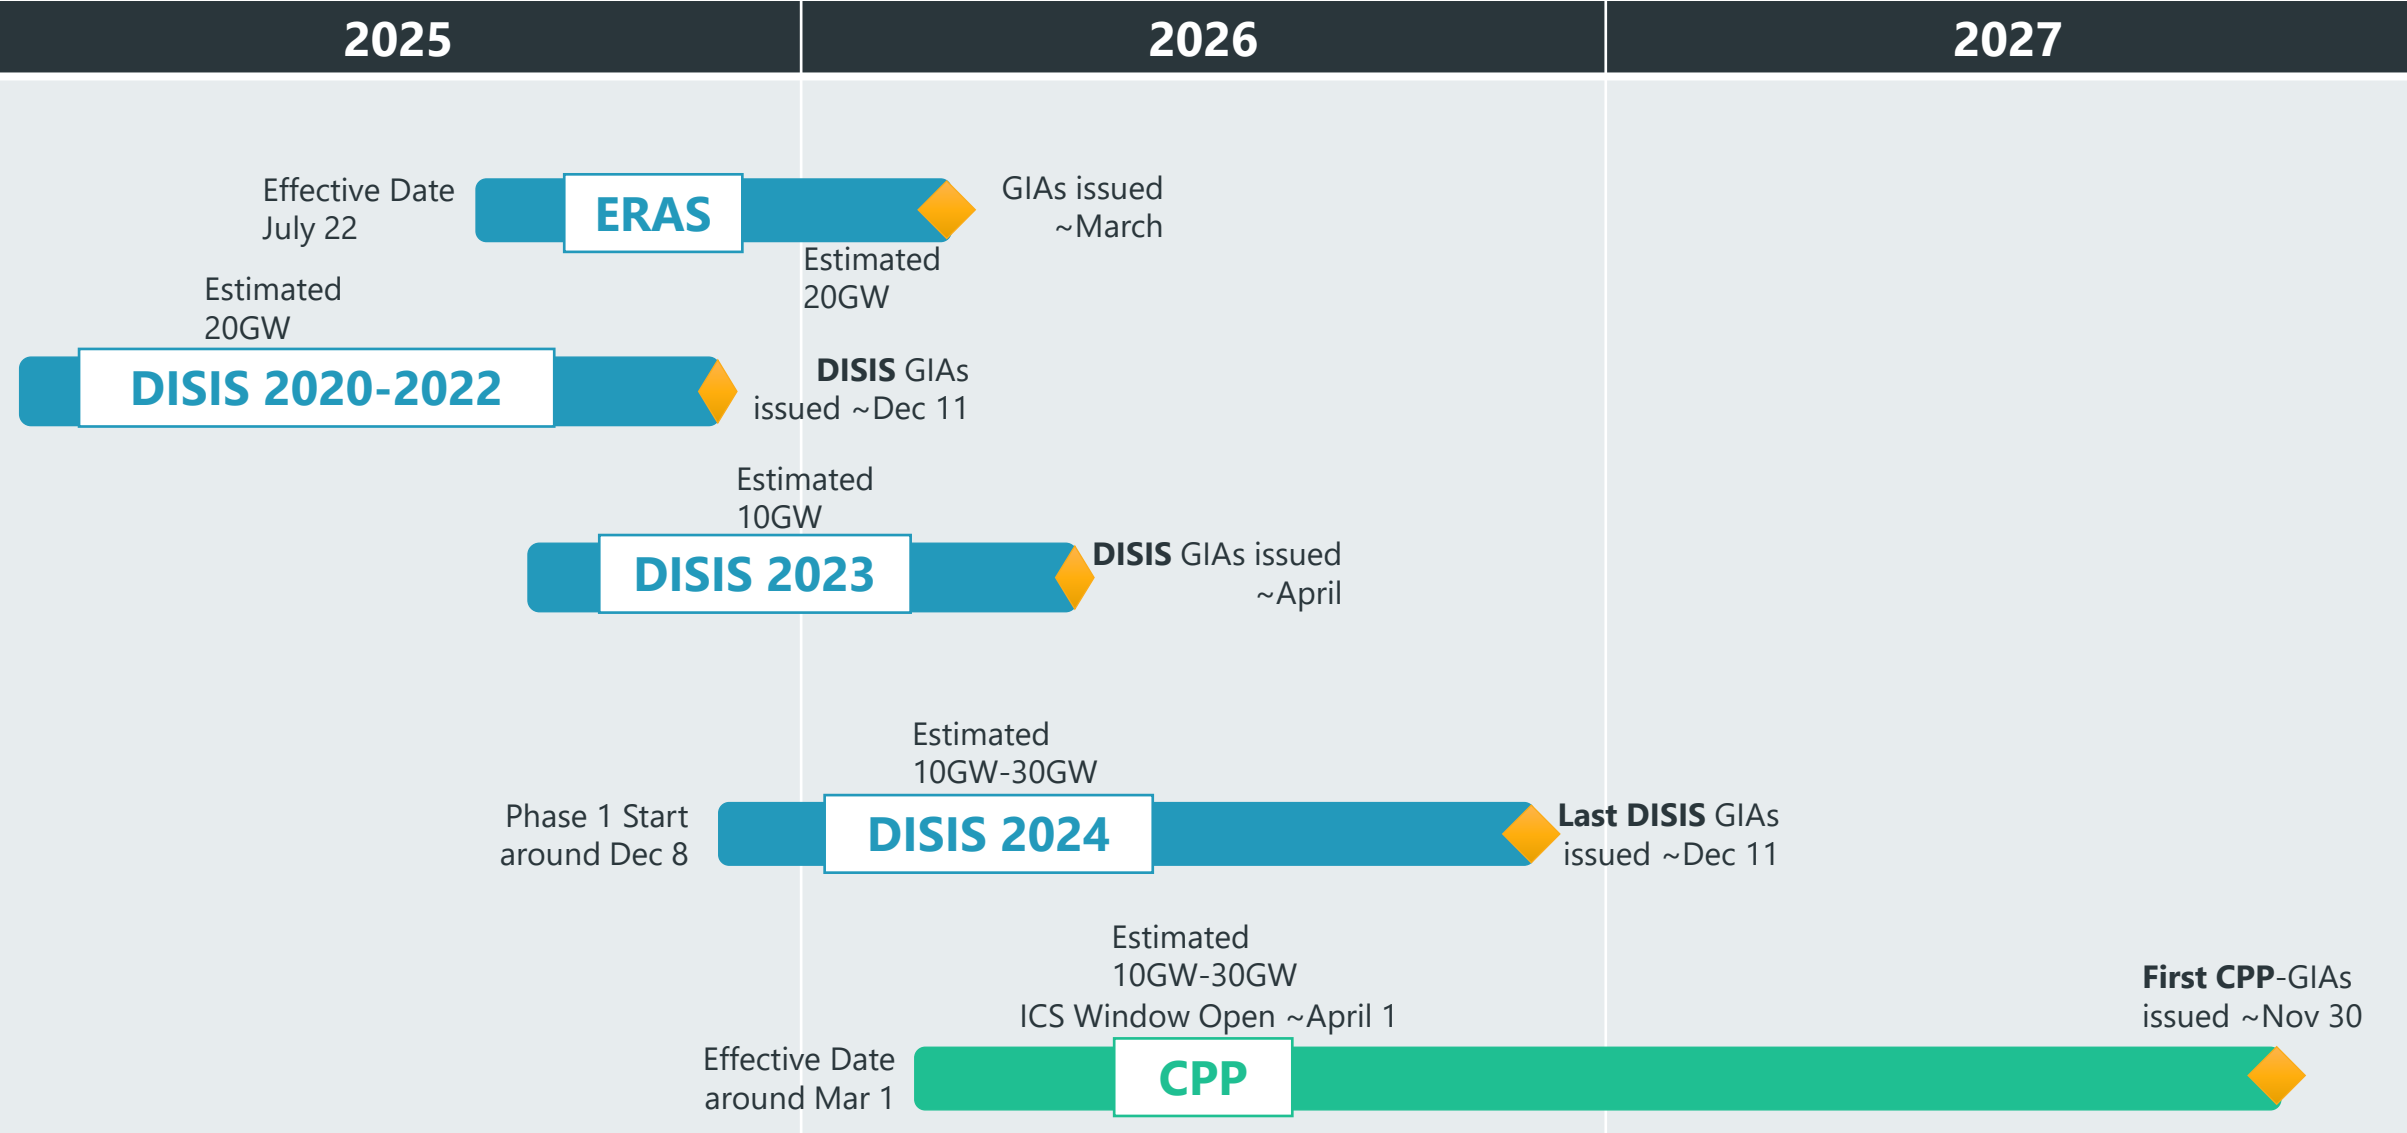 2025
2026
2027
Effective Date
July 22
ERAS
GIAs issued
~March
Estimated
20GW
Estimated
20GW
DISIS 2020-2022
DISIS GIAs
issued ~Dec 11
Estimated
10GW
DISIS 2023
DISIS GIAs issued
~April
Estimated
10GW-30GW
Phase 1 Start
around Dec 8
DISIS 2024
Last DISIS GIAs
issued ~Dec 11
Estimated
10GW-30GW
ICS Window Open ~April 1
First CPP-GIAs
issued ~Nov 30
Effective Date
around Mar 1
CPP